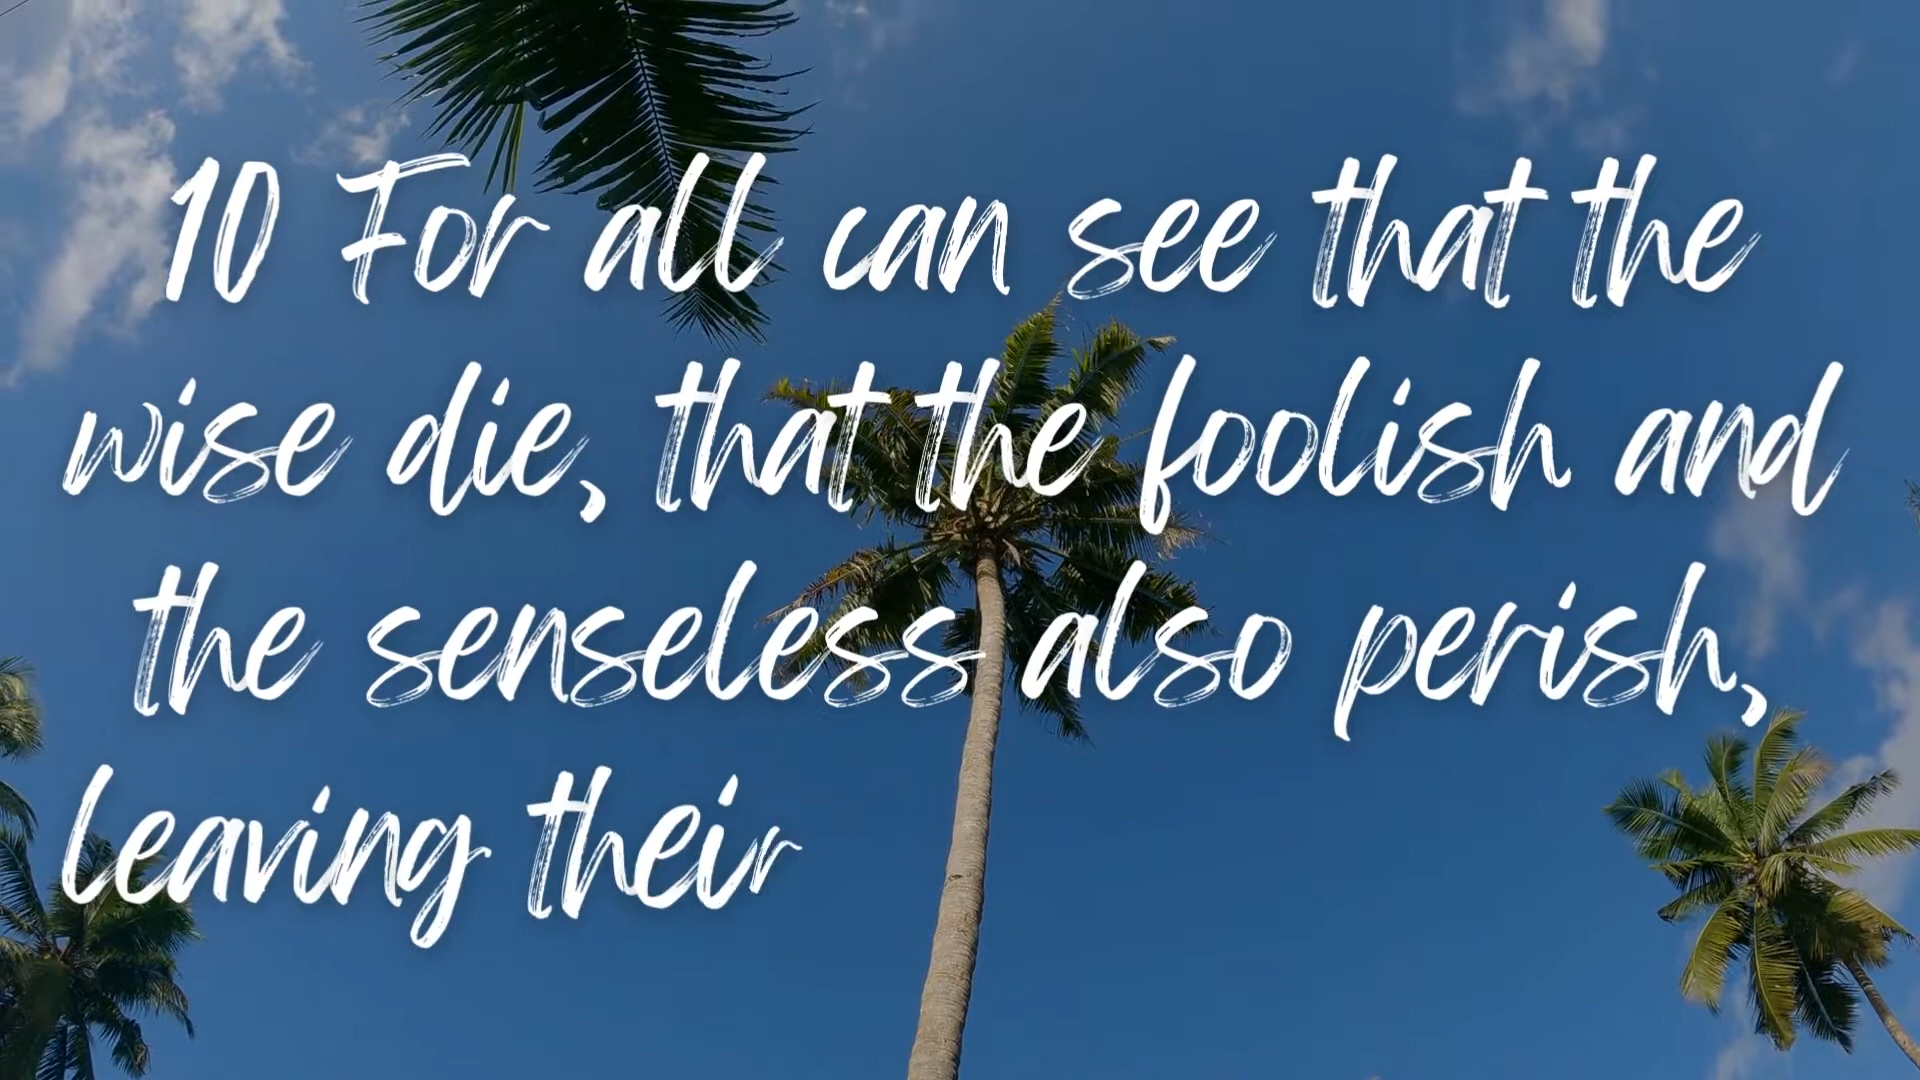 10 For all can see that the
wise die, that the foolish and
the senseless also perish,
leaving their